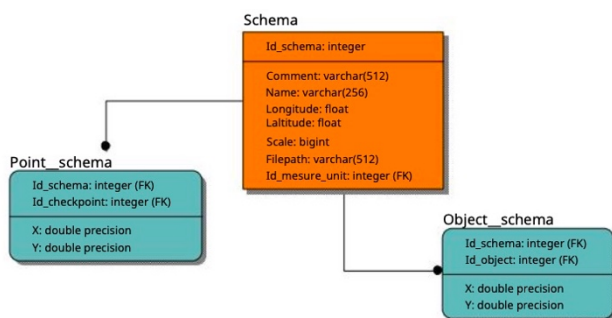 Schema
Id_schema: integer
Comment: varchar(512)
Name: varchar(256)
Longitude: float
Laltitude: float
Scale: bigint
Filepath: varchar(512)
Id_mesure_unit: integer (FK)
Point__schema
Id_schema: integer (FK)
Id_checkpoint: integer (FK)
X: double precision
Y: double precision
Object__schema
Id_schema: integer (FK)
Id_object: integer (FK)
X: double precision
Y: double precision